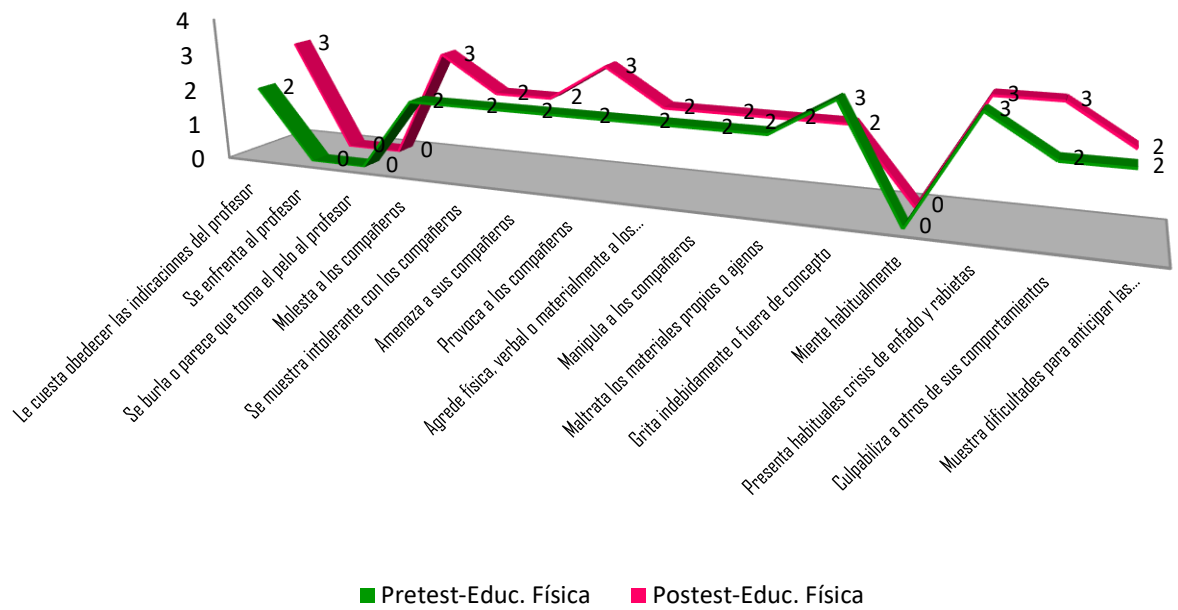 4
3
2
1
0
3 0 0 3 2 2 3 2 2 2 2 0 3 3 2
2 0 0 2 2 2 2 2 2 2 3 0 3 2 2
Le cuesta obedecer las indicaciones del profesor
Se enfrenta al profesor
Se burla o parece que toma el pelo al profesor
Molesta a los compañeros
Se muestra intolerante con los compañeros
Amenaza a sus compañeros
Provoca a los compañeros
Agrede física, verbal o materialmente a los...
Manipula a los compañeros
Maltrata los materiales propios o ajenos
Grita indebidamente o fuera de concepto
Miente habitualmente
Presenta habituales crisis de enfado y rabietas
Culpabiliza a otros de sus comportamientos
Muestra dificultades para anticipar las...
Pretest-Educ. Física
Postest-Educ. Física